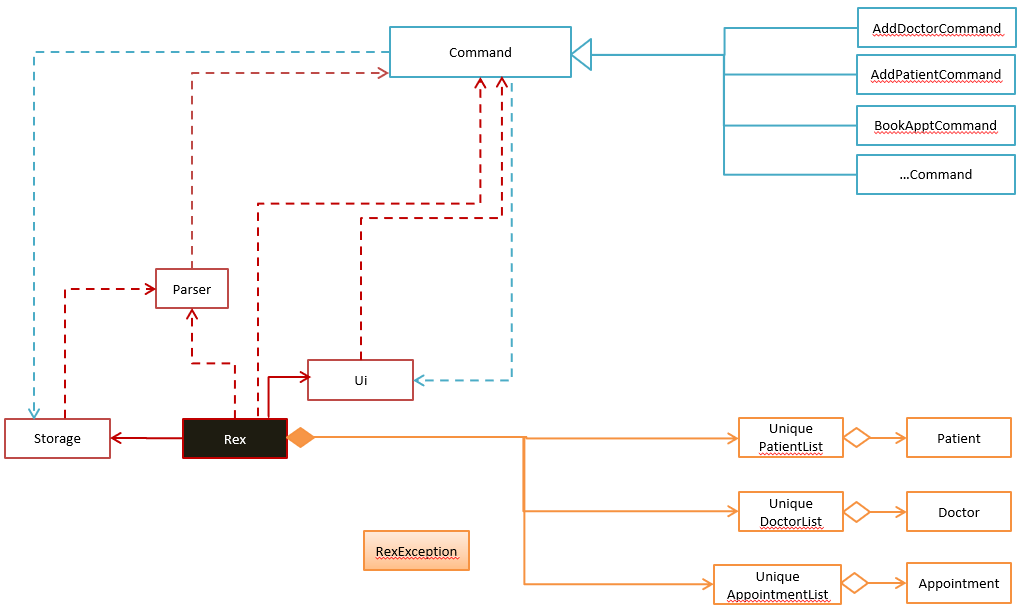 Command
AddDoctorCommand
AddPatientCommand
BookApptCommand
...Command
Parser
Ui
Storage
Rex
Unique
PatientList
Patient
Unique
DoctorList
Doctor
RexException
Unique
AppointmentList
Appointment